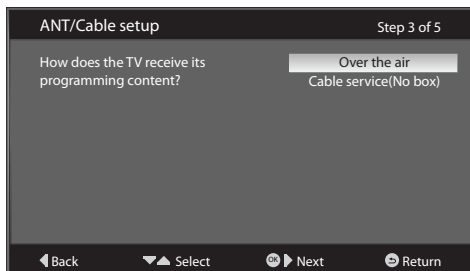 ANT/Cable setup Step 3 of 5
How does the TV receive its Over the air
programming content? Cable service(No box)
Back Select OK Next Return